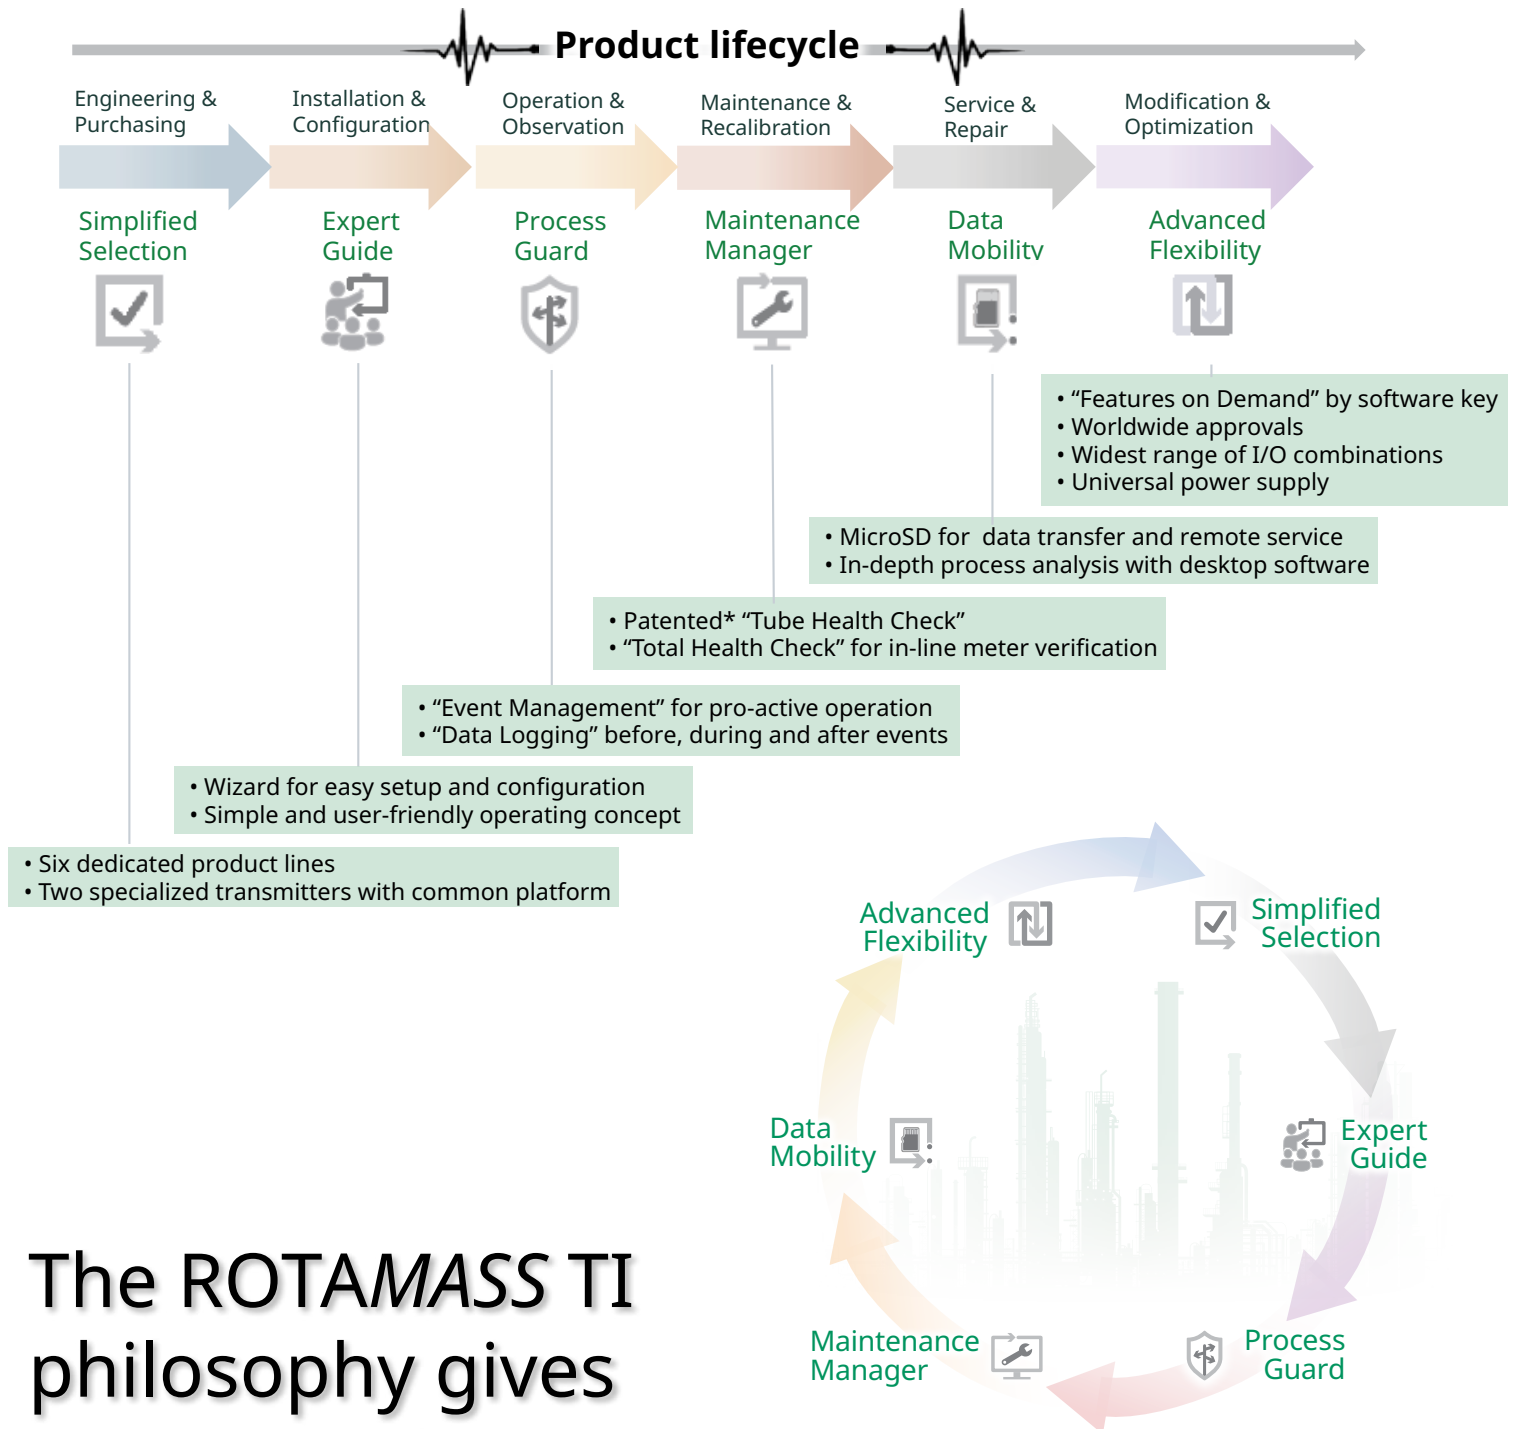 Product lifecycle
Engineering &
Purchasing
Installation &
Configuration
Operation &
Observation
Maintenance &
Recalibration
Service &
Repair
Modification &
Optimization
Simplified
Selection
Expert
Guide
Process
Guard
Maintenance
Manager
Data
Mobility
Advanced
Flexibility
• “Features on Demand” by software key
• Worldwide approvals
• Widest range of I/O combinations
• Universal power supply
• MicroSD for  data transfer and remote service
• In-depth process analysis with desktop software
• Patented* “Tube Health Check”
• “Total Health Check” for in-line meter verification
• “Event Management” for pro-active operation
• “Data Logging” before, during and after events
• Wizard for easy setup and configuration
• Simple and user-friendly operating concept
• Six dedicated product lines
• Two specialized transmitters with common platform
Advanced
Flexibility
Simplified
Selection
Data
Mobility
Expert
Guide
Maintenance
Manager
Process
Guard
The ROTAMASS TI
philosophy gives